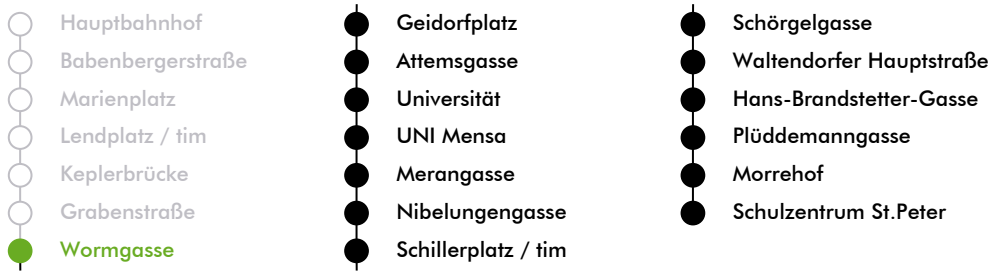 Hauptbahnhof
Babenbergerstraße
Marienplatz
Lendplatz / tim
Keplerbrücke
Grabenstraße
Wormgasse
Geidorfplatz
Attemsgasse
Universität
UNI Mensa
Merangasse
Nibelungengasse
Schillerplatz / tim
Schörgelgasse
Waltendorfer Hauptstraße
Hans-Brandstetter-Gasse
Plüddemanngasse
Morrehof
Schulzentrum St.Peter